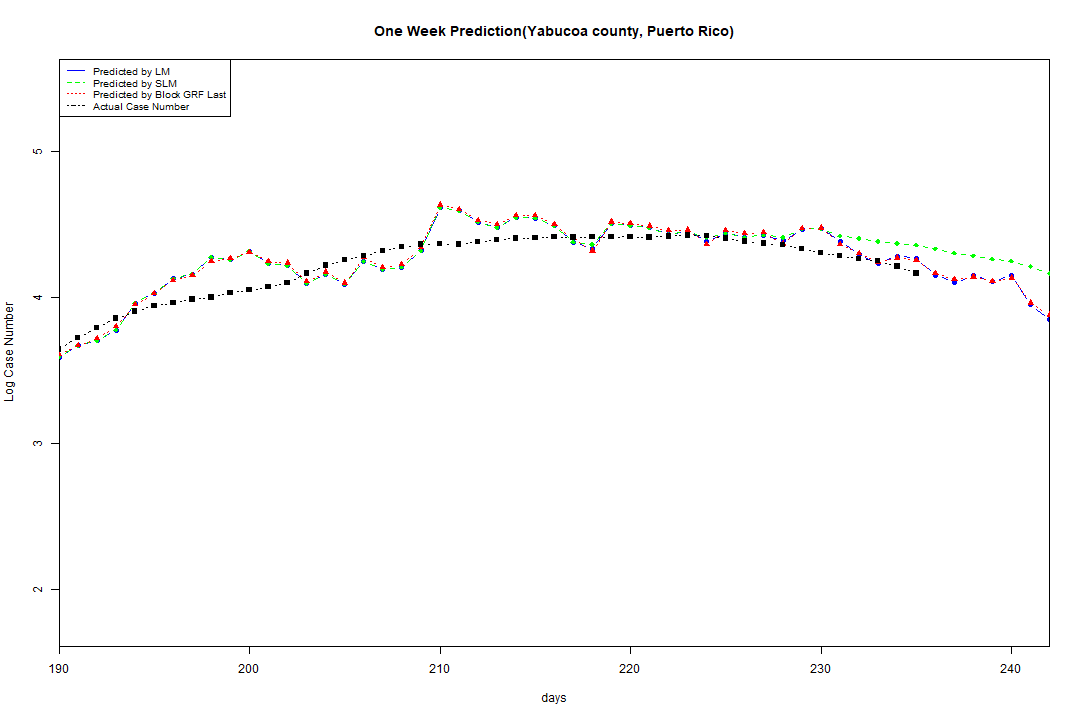 One Week Prediction(Yabucoa county, Puerto Rico)
Predicted by LM
Predicted by SLM
Predicted by Block GRF Last
Actual Case Number
5
4
3
2
Log Case Number
190 200 210 220 230 240
days